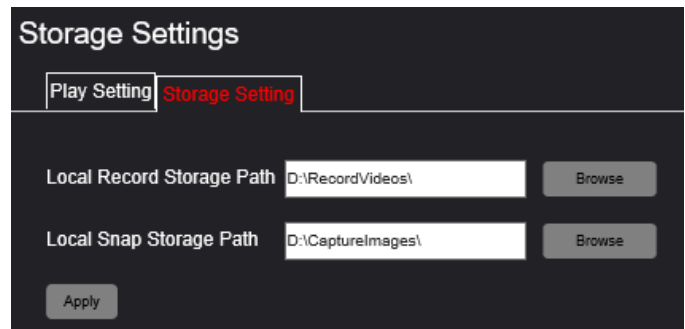 Storage Settings
Play Setting Storage Setting
Local Record Storage Path D:\RecordVideos\ Browse
Local Snap Storage Path D:\CaptureImages\ Browse
Apply